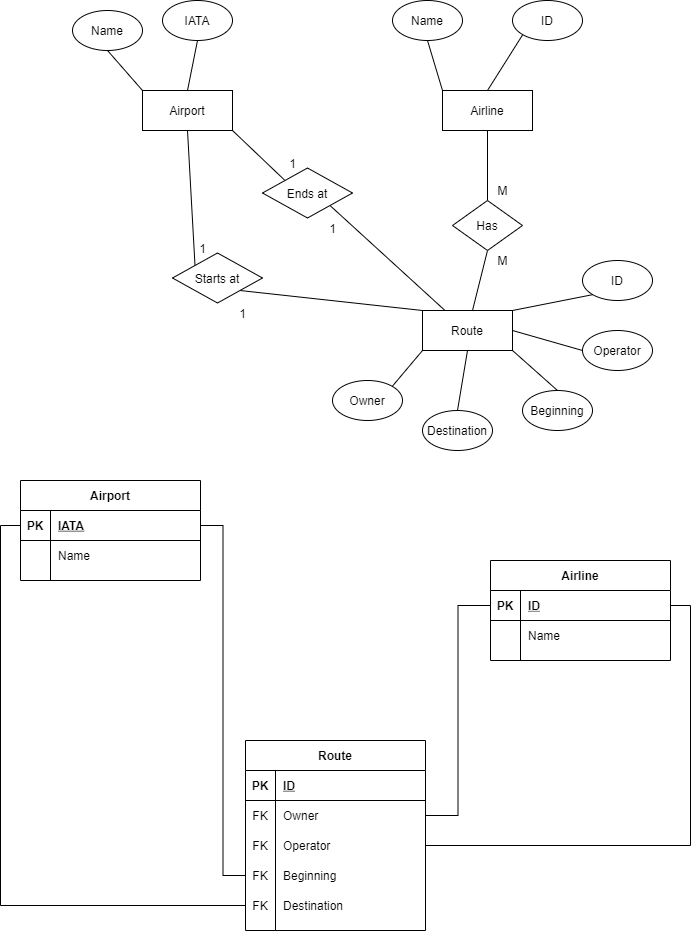 Name
IATA
Name
ID
Airport
Airline
1
Ends at
M
1
Has
1
M
Starts at
ID
1
Route
Operator
Owner
Beginning
Destination
Airport
PK IATA
Name
Airline
PK ID
Name
Route
PK ID
FK Owner
FK Operator
FK Beginning
FK Destination